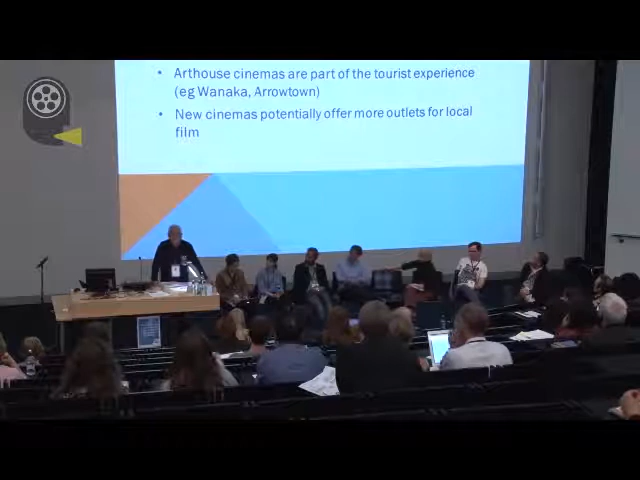 • Arthouse cinemas are part of the tourist experience
(eg Wanaka, Arrowtown)
• New cinemas potentially offer more outlets for local
film